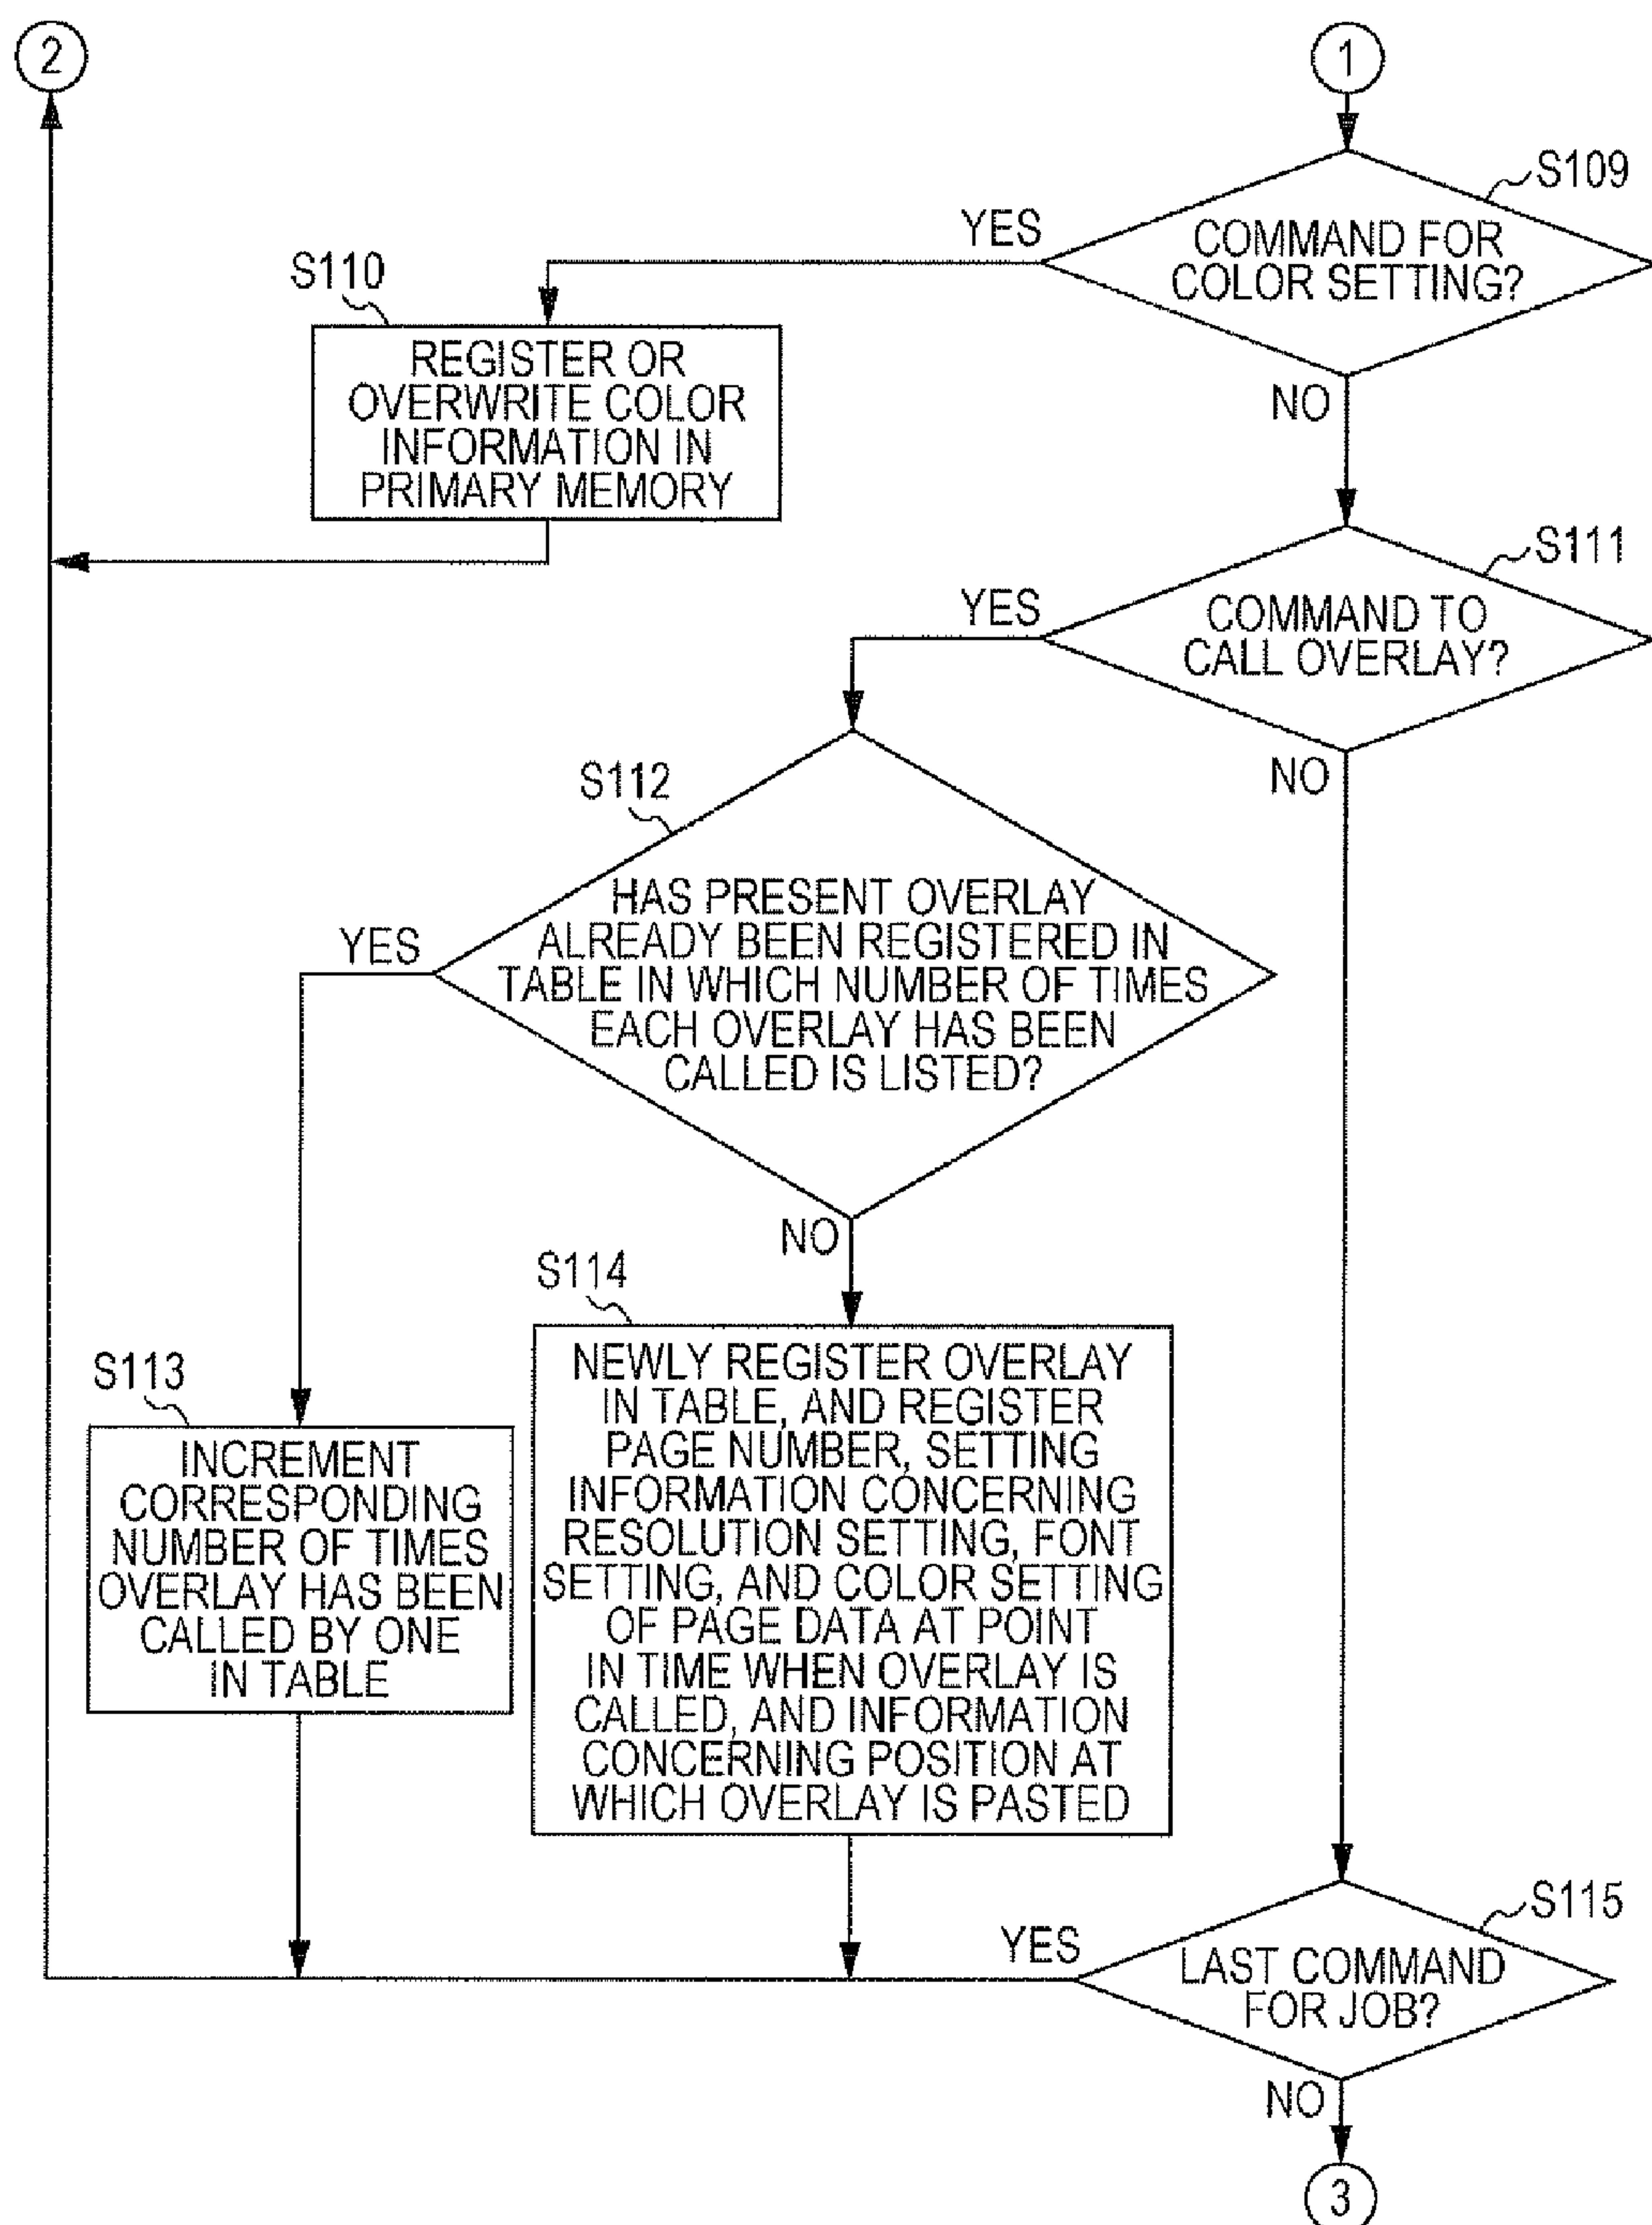 2
1
S109
COMMAND FOR
COLOR SETTING?
YES
NO
S110
REGISTER OR
OVERWRITE COLOR
INFORMATION IN
PRIMARY MEMORY
S111
COMMAND TO
CALL OVERLAY?
YES
NO
S112
HAS PRESENT OVERLAY
ALREADY BEEN REGISTERED IN
TABLE IN WHICH NUMBER OF TIMES
EACH OVERLAY HAS BEEN
CALLED IS LISTED?
YES
NO
S113
INCREMENT
CORRESPONDING
NUMBER OF TIMES
OVERLAY HAS BEEN
CALLED BY ONE
IN TABLE
S114
NEWLY REGISTER OVERLAY
IN TABLE, AND REGISTER
PAGE NUMBER, SETTING
INFORMATION CONCERNING
RESOLUTION SETTING, FONT
SETTING, AND COLOR SETTING
OF PAGE DATA AT POINT
IN TIME WHEN OVERLAY IS
CALLED, AND INFORMATION
CONCERNING POSITION AT
WHICH OVERLAY IS PASTED
S115
LAST COMMAND
FOR JOB?
YES
NO
3